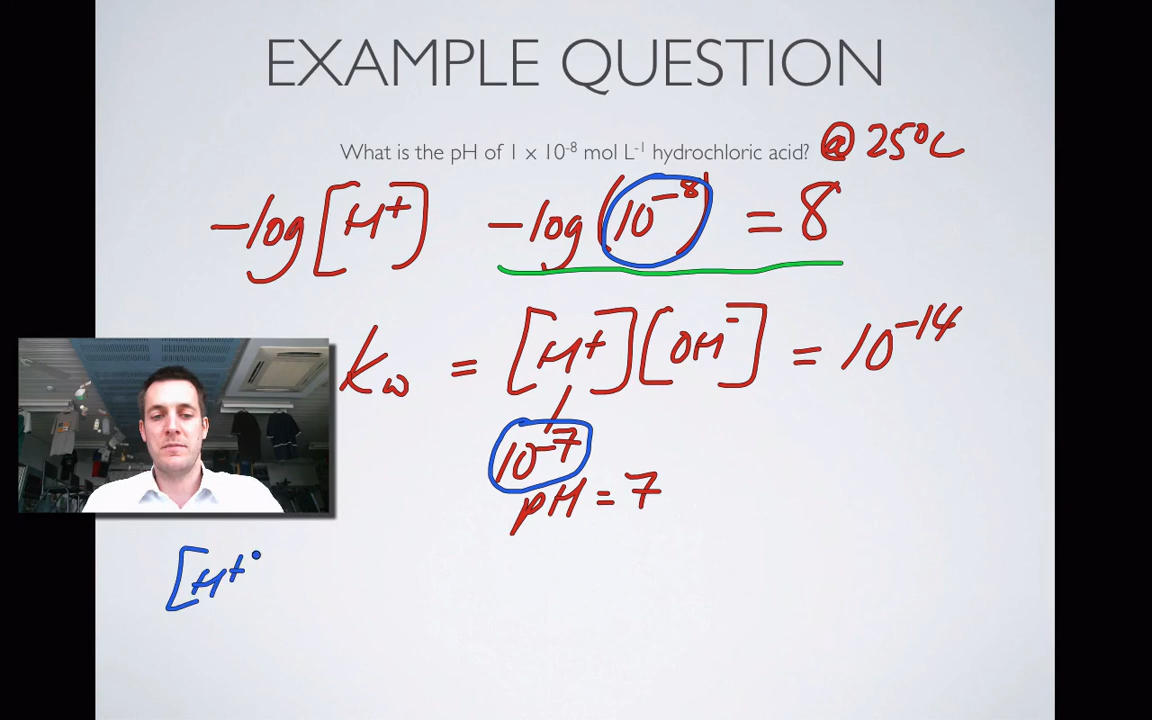 EXAMPLE QUESTION
What is the pH of 1 x 10⁻⁸ mol L⁻¹ hydrochloric acid? @ 25°C
-log[H+] -log(10⁻⁸) = 8
Kw = [H+][OH⁻] = 10⁻¹⁴
10⁻⁷
pH = 7
[H+